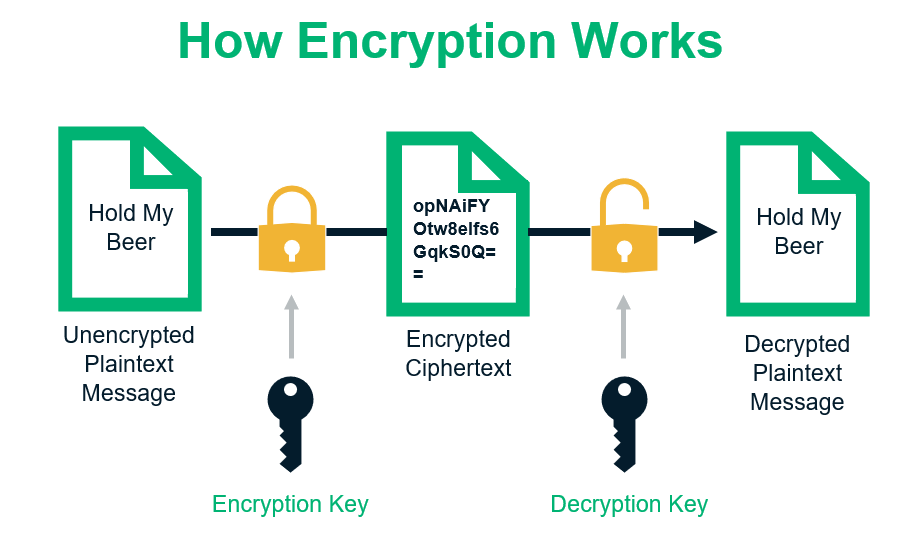 How Encryption Works
Hold My
Beer
opNAiFY
Otw8elfs6
GqkS0Q=
=
Hold My
Beer
Unencrypted
Plaintext
Message
Encrypted
Ciphertext
Decrypted
Plaintext
Message
Encryption Key
Decryption Key